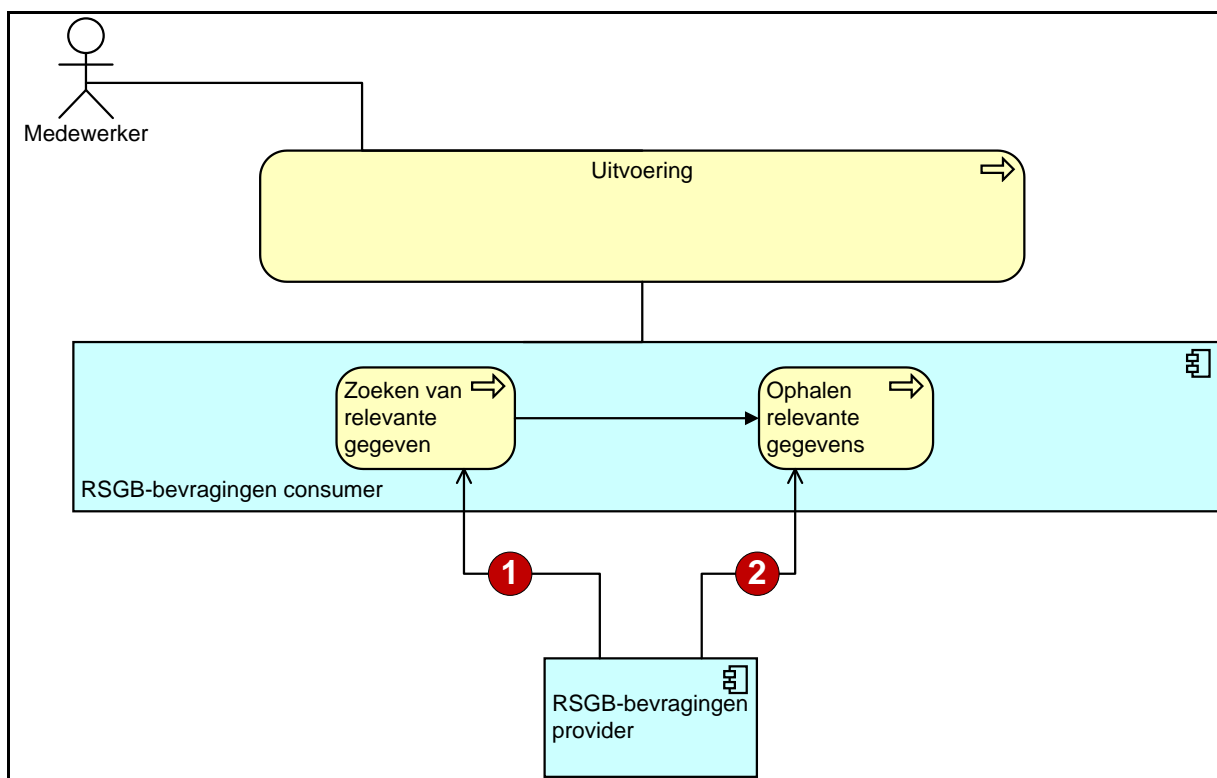 Medewerker
Uitvoering
Zoeken van
relevante
gegeven
Ophalen
relevante
gegevens
RSGB-bevragingen consumer
1
2
RSGB-bevragingen
provider